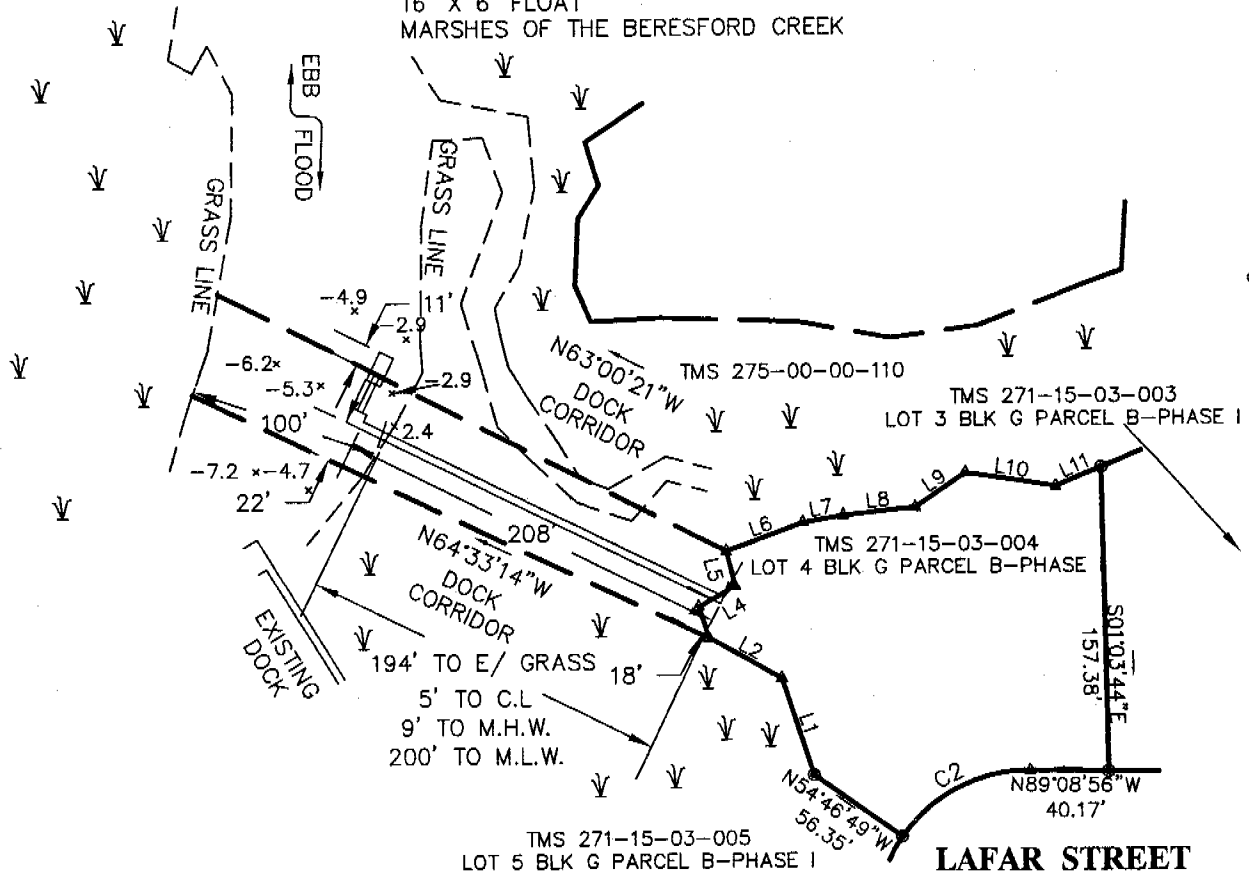 16' X 6' FLOAT
MARSHES OF THE BERESFORD CREEK
EBB
FLOOD
GRASS LINE
GRASS LINE
-4.9
11'
-2.9
-6.2
-5.3
-2.9
100'
-2.4
-7.2
-4.7
22'
N63°00'21"W
DOCK
CORRIDOR
TMS 275-00-00-110
TMS 271-15-03-003
LOT 3 BLK G PARCEL B-PHASE I
L6
L7
L8
L9
L10
L11
TMS 271-15-03-004
LOT 4 BLK G PARCEL B-PHASE
L5
L4
L2
L1
208'
N64°33'14"W
DOCK
CORRIDOR
EXISTING
DOCK
194' TO E/ GRASS
18'
5' TO C.L
9' TO M.H.W.
200' TO M.L.W.
S01°03'44"E
157.38'
C2
N89°08'56"W
40.17'
N54°46'49"W
56.35'
TMS 271-15-03-005
LOT 5 BLK G PARCEL B-PHASE I
LAFAR STREET